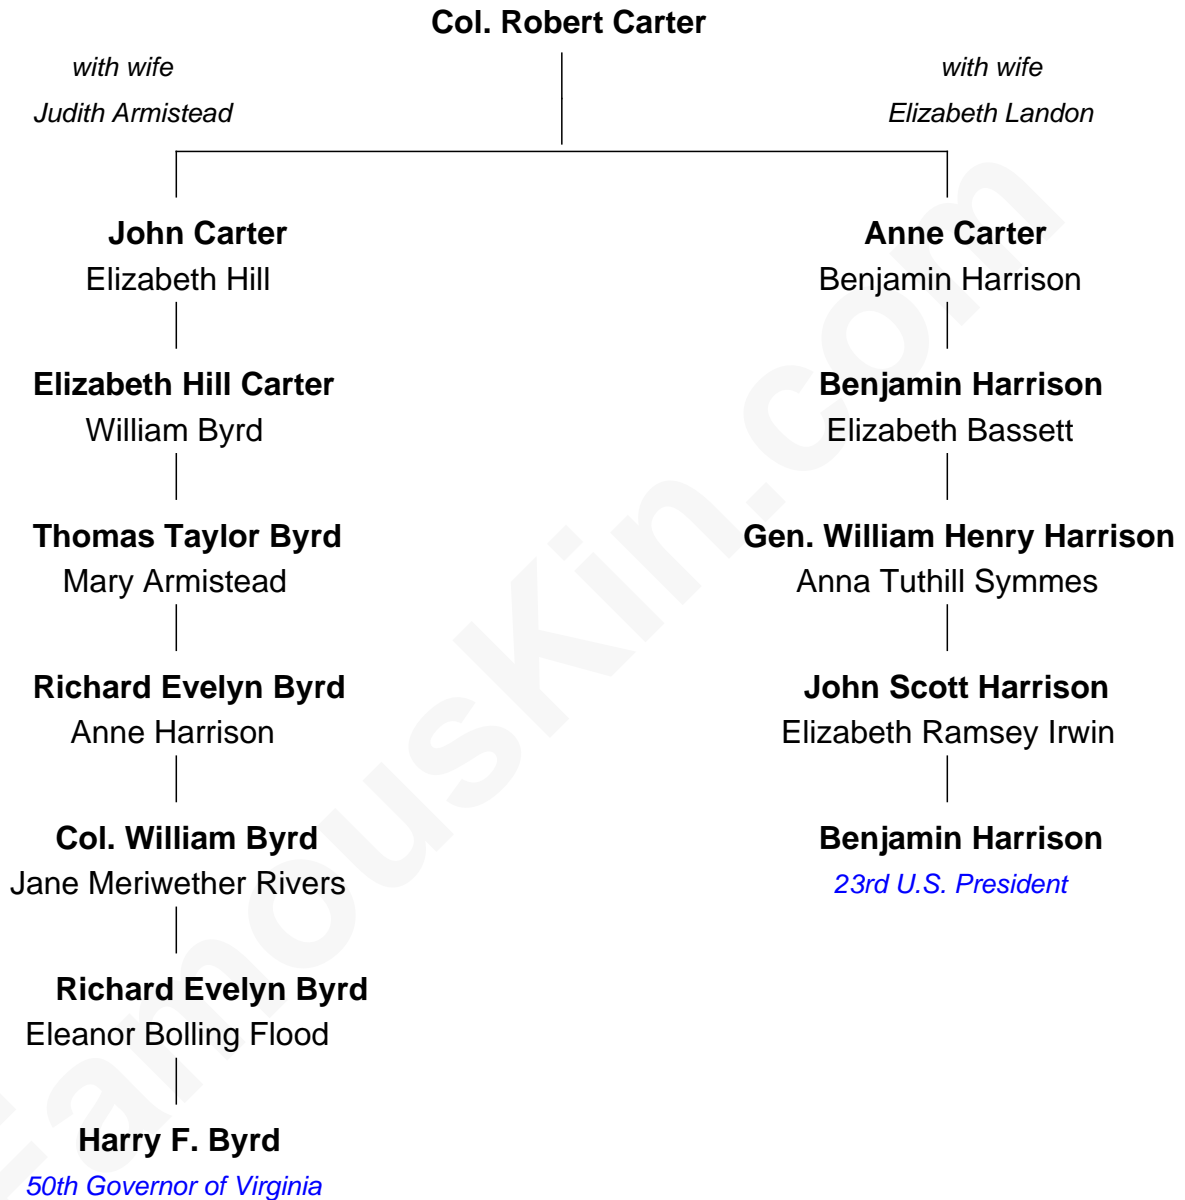 Col. Robert Carter
with wife
Judith Armistead
with wife
Elizabeth Landon
John Carter
Elizabeth Hill
Anne Carter
Benjamin Harrison
Elizabeth Hill Carter
William Byrd
Benjamin Harrison
Elizabeth Bassett
Thomas Taylor Byrd
Mary Armistead
Gen. William Henry Harrison
Anna Tuthill Symmes
Richard Evelyn Byrd
Anne Harrison
John Scott Harrison
Elizabeth Ramsey Irwin
Col. William Byrd
Jane Meriwether Rivers
Benjamin Harrison
23rd U.S. President
Richard Evelyn Byrd
Eleanor Bolling Flood
Harry F. Byrd
50th Governor of Virginia
FamousKin.com